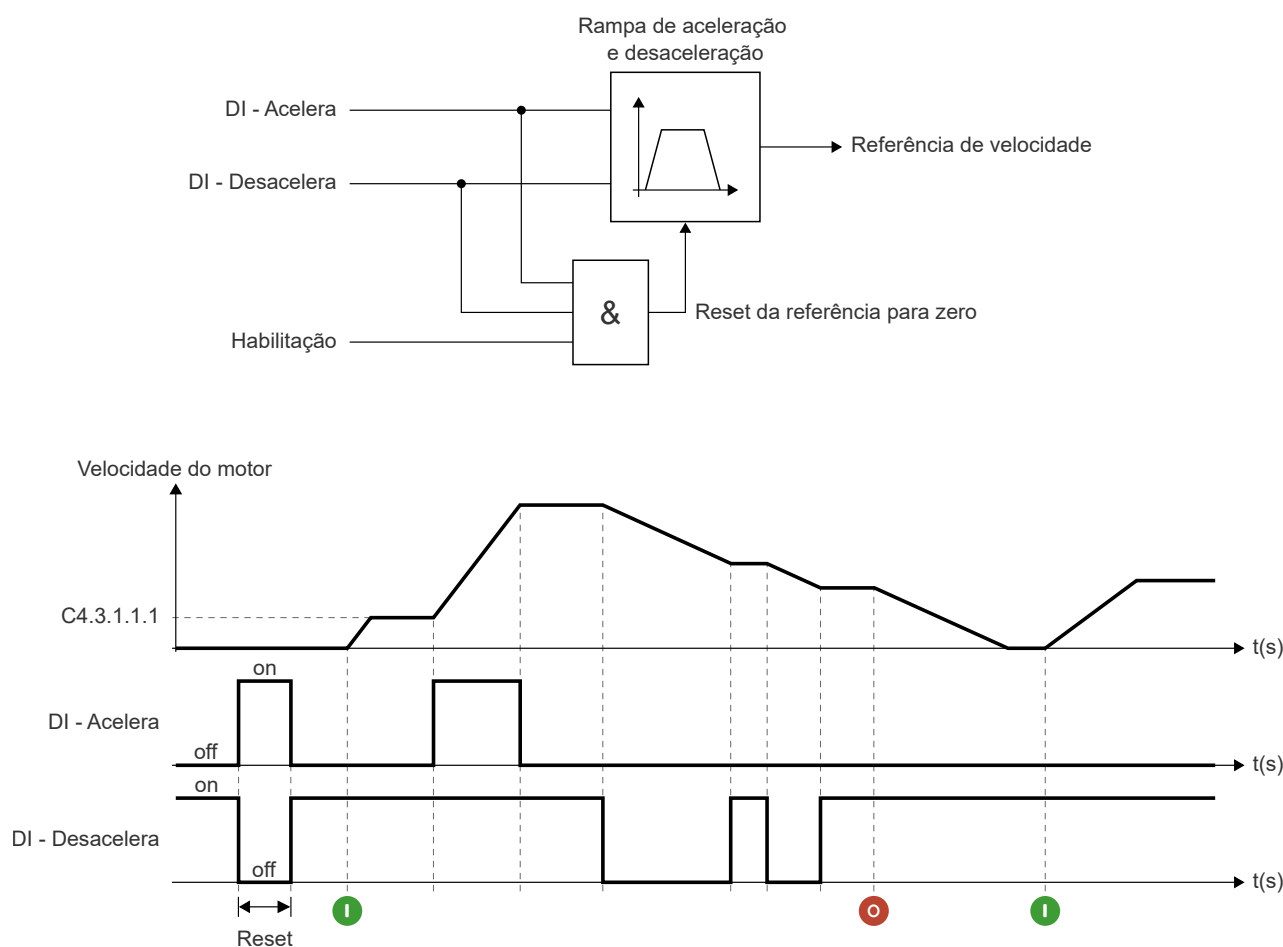 Rampa de aceleração
e desaceleração
DI - Acelera
DI - Desacelera
Referência de velocidade
&
Reset da referência para zero
Habilitação
Velocidade do motor
C4.3.1.1.1
t(s)
on
DI - Acelera
off
t(s)
on
DI - Desacelera
off
t(s)
I
O
I
Reset